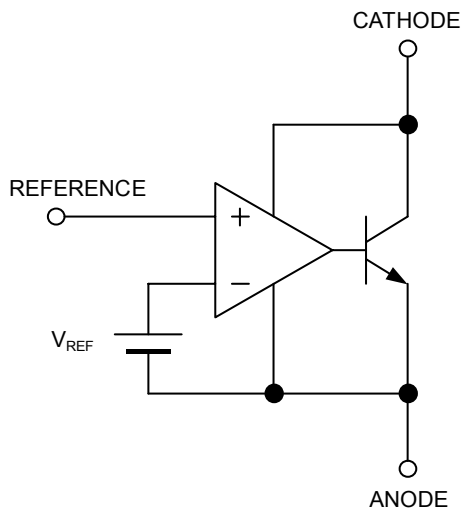 CATHODE
REFERENCE
+
−
VREF
ANODE